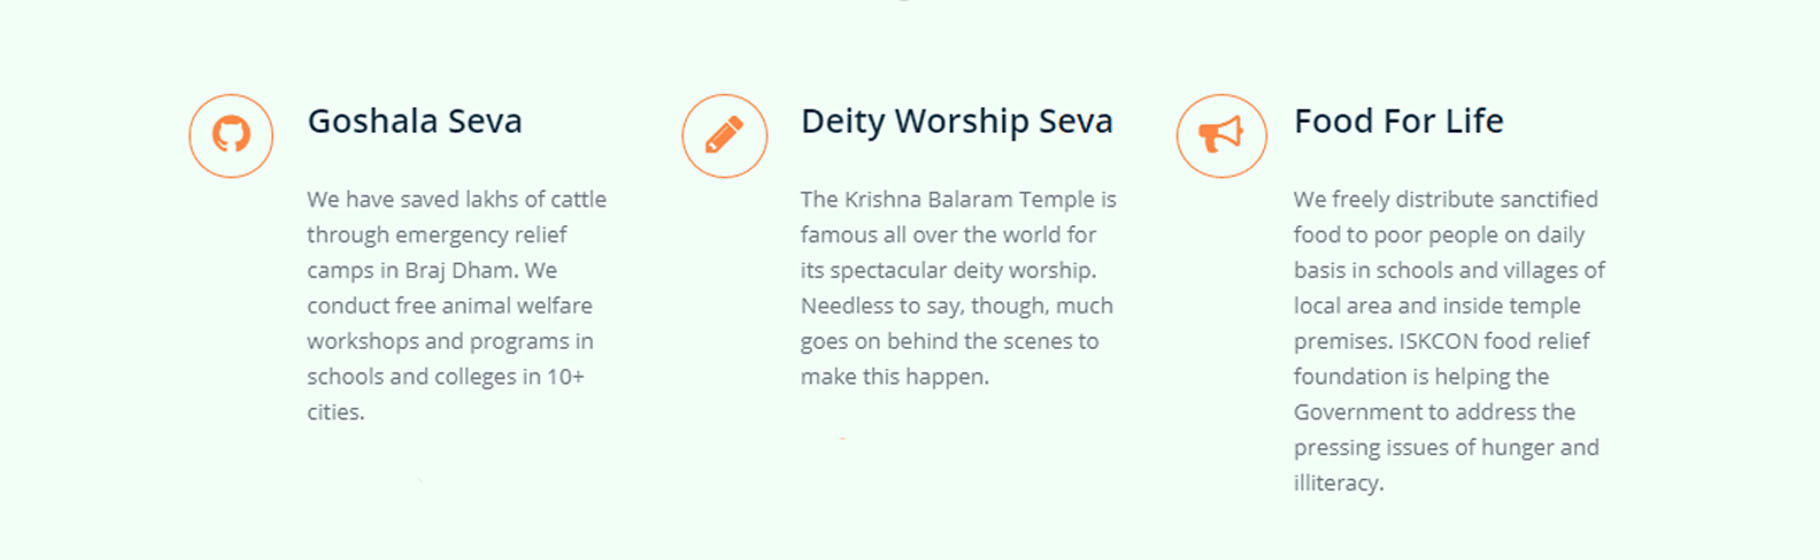 Goshala Seva
We have saved lakhs of cattle
through emergency relief
camps in Braj Dham. We
conduct free animal welfare
workshops and programs in
schools and colleges in 10+
cities.
Deity Worship Seva
The Krishna Balaram Temple is
famous all over the world for
its spectacular deity worship.
Needless to say, though, much
goes on behind the scenes to
make this happen.
Food For Life
We freely distribute sanctified
food to poor people on daily
basis in schools and villages of
local area and inside temple
premises. ISKCON food relief
foundation is helping the
Government to address the
pressing issues of hunger and
illiteracy.